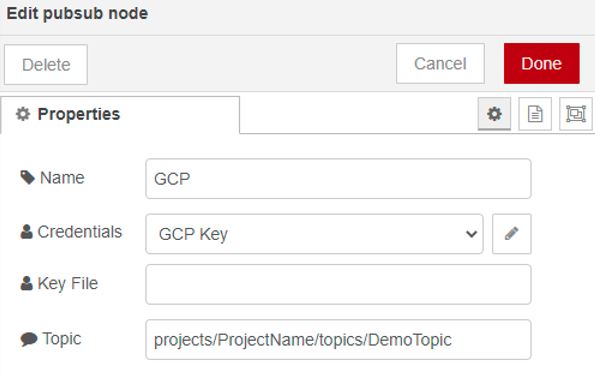 Edit pubsub node
Delete Cancel Done
Properties
Name GCP
Credentials GCP Key
Key File
Topic projects/ProjectName/topics/DemoTopic